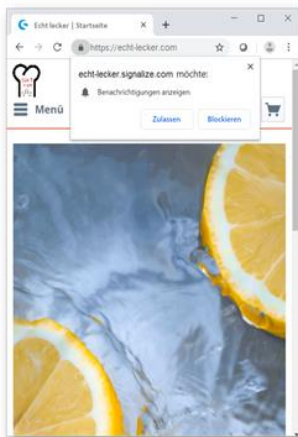 Echt lecker | Startseite
https://echt-lecker.com
echt-lecker.signalize.com möchte:
Benachrichtigungen anzeigen
Menü
Zulassen
Blockieren